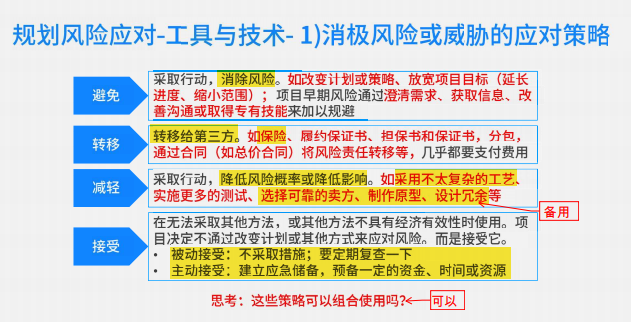 规划风险应对-工具与技术- 1)消极风险或威胁的应对策略
避免
采取行动，消除风险。如改变计划或策略、放宽项目目标（延长
进度、缩小范围）；项目早期风险通过澄清需求、获取信息、改
善沟通或取得专有技能来加以规避
转移
转移给第三方。如保险、履约保证书、担保书和保证书，分包，
通过合同（如总价合同）将风险责任转移等，几乎都要支付费用
减轻
采取行动，降低风险概率或降低影响。如采用不太复杂的工艺、
实施更多的测试、选择可靠的卖方、制作原型、设计冗余等
备用
接受
在无法采取其他方法，或其他方法不具有经济有效性时使用。项
目决定不通过改变计划或其他方式来应对风险。而是接受它。
• 被动接受：不采取措施；要定期复查一下
• 主动接受：建立应急储备，预备一定的资金、时间或资源
思考：这些策略可以组合使用吗？
可以